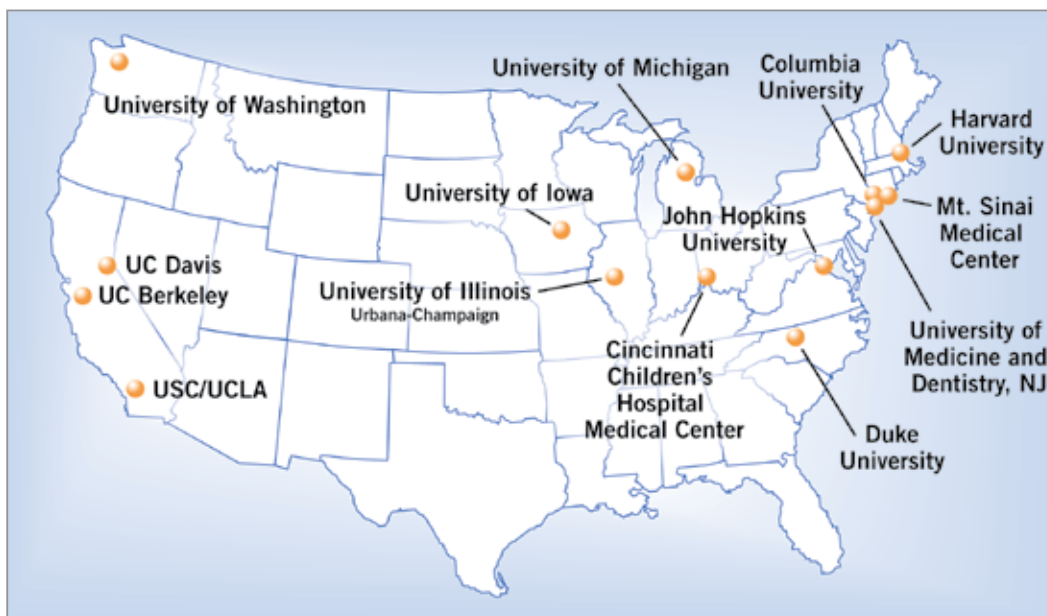 University of Washington
University of Michigan
Columbia
University
Harvard
University
University of Iowa
John Hopkins
University
Mt. Sinai
Medical
Center
UC Davis
UC Berkeley
University of Illinois
Urbana-Champaign
USC/UCLA
Cincinnati
Children's
Hospital
Medical Center
University of
Medicine and
Dentistry, NJ
Duke
University